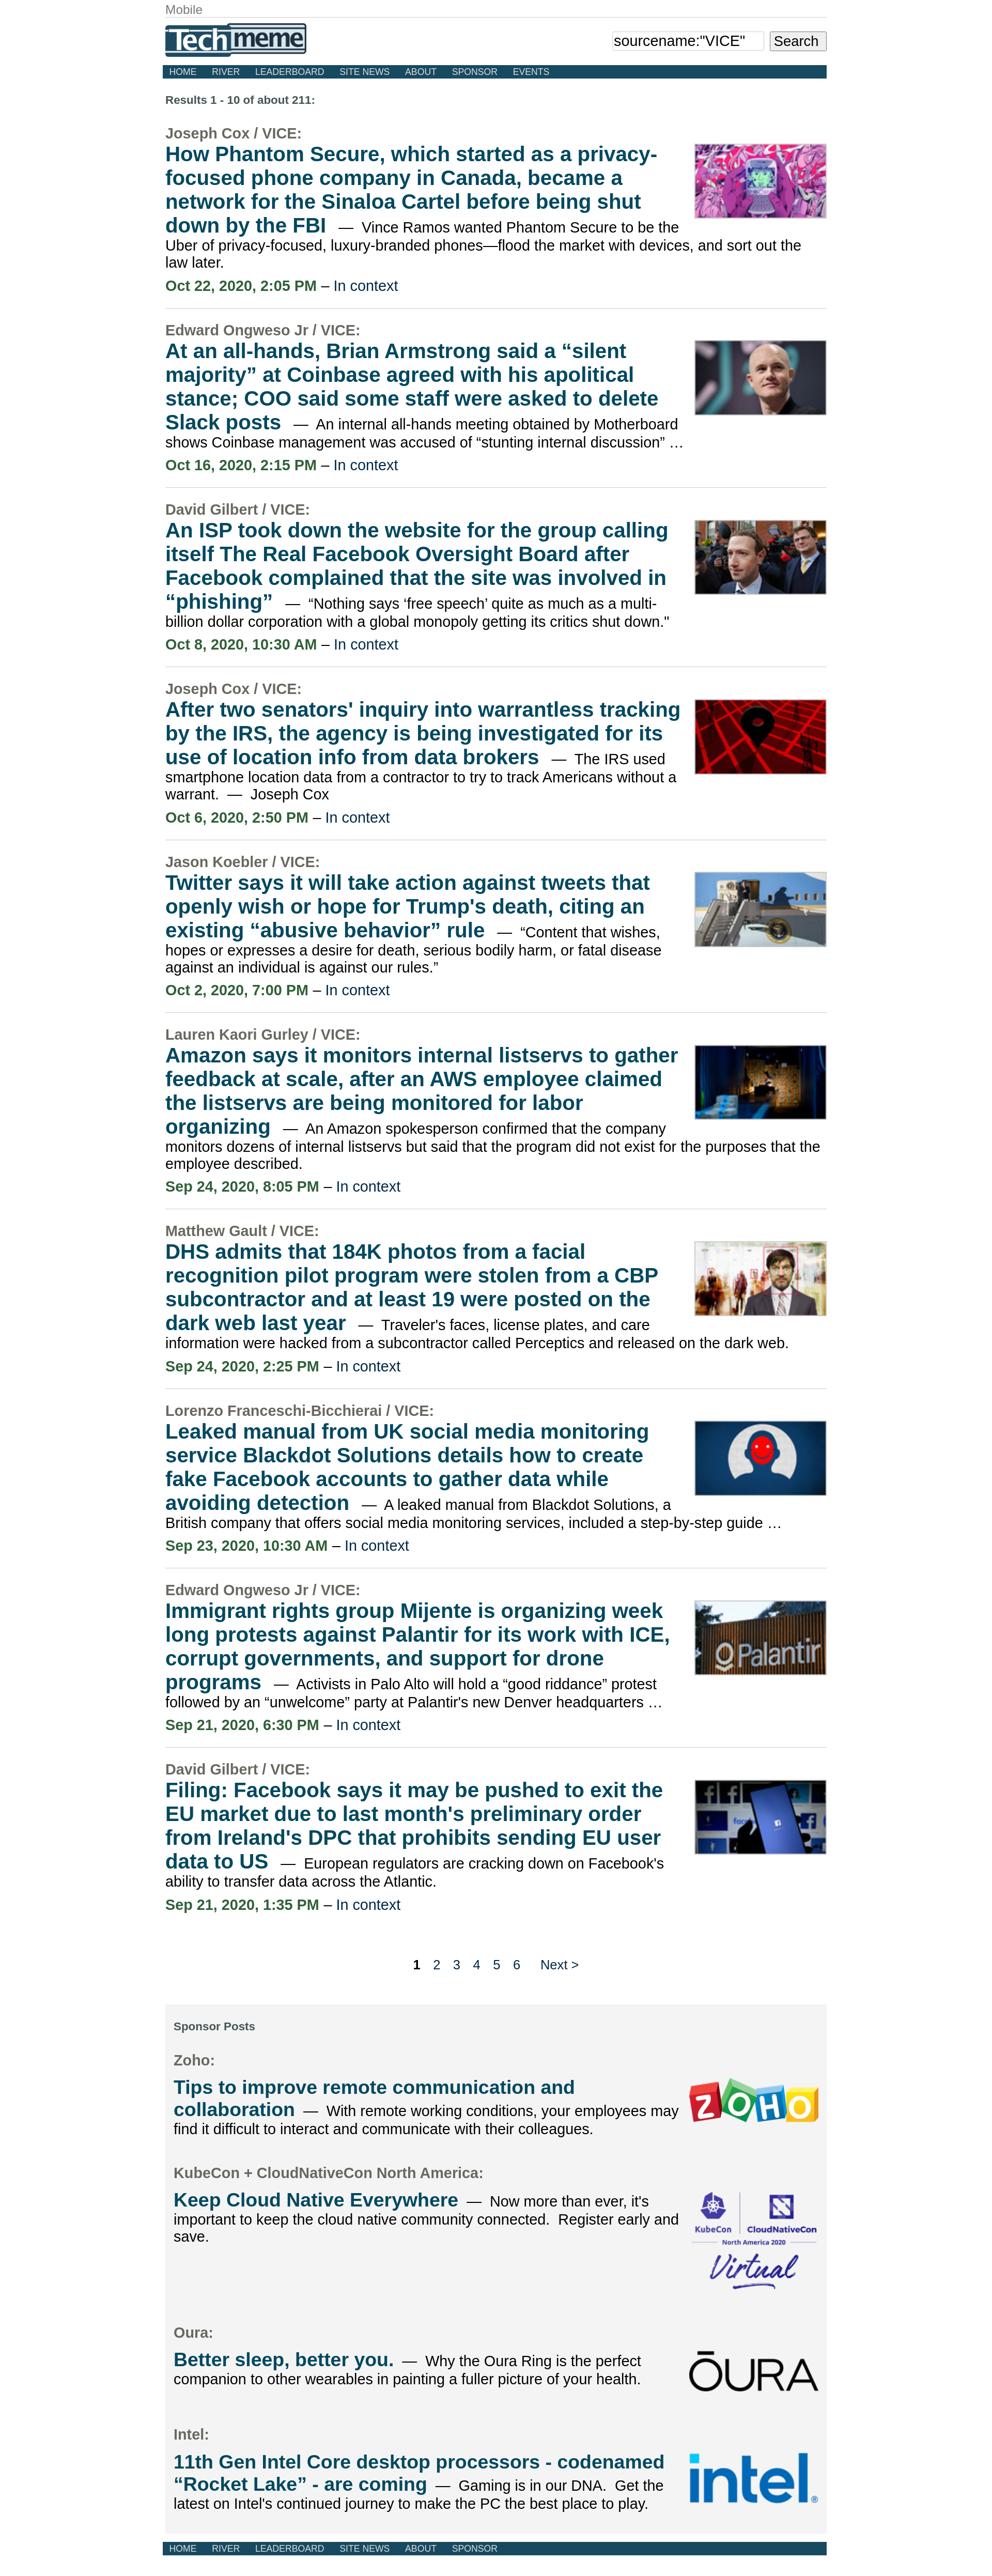 Mobile
Techmeme
sourcename:"VICE" Search
HOME RIVER LEADERBOARD SITE NEWS ABOUT SPONSOR EVENTS
Results 1 - 10 of about 211:
Joseph Cox / VICE:
How Phantom Secure, which started as a privacy-
focused phone company in Canada, became a
network for the Sinaloa Cartel before being shut
down by the FBI — Vince Ramos wanted Phantom Secure to be the
Uber of privacy-focused, luxury-branded phones—flood the market with devices, and sort out the
law later.
Oct 22, 2020, 2:05 PM – In context
Edward Ongweso Jr / VICE:
At an all-hands, Brian Armstrong said a “silent
majority” at Coinbase agreed with his apolitical
stance; COO said some staff were asked to delete
Slack posts — An internal all-hands meeting obtained by Motherboard
shows Coinbase management was accused of “stunting internal discussion” …
Oct 16, 2020, 2:15 PM – In context
David Gilbert / VICE:
An ISP took down the website for the group calling
itself The Real Facebook Oversight Board after
Facebook complained that the site was involved in
“phishing” — “Nothing says ‘free speech’ quite as much as a multi-
billion dollar corporation with a global monopoly getting its critics shut down."
Oct 8, 2020, 10:30 AM – In context
Joseph Cox / VICE:
After two senators' inquiry into warrantless tracking
by the IRS, the agency is being investigated for its
use of location info from data brokers — The IRS used
smartphone location data from a contractor to try to track Americans without a
warrant. — Joseph Cox
Oct 6, 2020, 2:50 PM – In context
Jason Koebler / VICE:
Twitter says it will take action against tweets that
openly wish or hope for Trump's death, citing an
existing “abusive behavior” rule — “Content that wishes,
hopes or expresses a desire for death, serious bodily harm, or fatal disease
against an individual is against our rules.”
Oct 2, 2020, 7:00 PM – In context
Lauren Kaori Gurley / VICE:
Amazon says it monitors internal listservs to gather
feedback at scale, after an AWS employee claimed
the listservs are being monitored for labor
organizing — An Amazon spokesperson confirmed that the company
monitors dozens of internal listservs but said that the program did not exist for the purposes that the
employee described.
Sep 24, 2020, 8:05 PM – In context
Matthew Gault / VICE:
DHS admits that 184K photos from a facial
recognition pilot program were stolen from a CBP
subcontractor and at least 19 were posted on the
dark web last year — Traveler's faces, license plates, and care
information were hacked from a subcontractor called Perceptics and released on the dark web.
Sep 24, 2020, 2:25 PM – In context
Lorenzo Franceschi-Bicchierai / VICE:
Leaked manual from UK social media monitoring
service Blackdot Solutions details how to create
fake Facebook accounts to gather data while
avoiding detection — A leaked manual from Blackdot Solutions, a
British company that offers social media monitoring services, included a step-by-step guide …
Sep 23, 2020, 10:30 AM – In context
Edward Ongweso Jr / VICE:
Immigrant rights group Mijente is organizing week
long protests against Palantir for its work with ICE,
corrupt governments, and support for drone
programs — Activists in Palo Alto will hold a “good riddance” protest
followed by an “unwelcome” party at Palantir's new Denver headquarters …
Palantir
Sep 21, 2020, 6:30 PM – In context
David Gilbert / VICE:
Filing: Facebook says it may be pushed to exit the
EU market due to last month's preliminary order
from Ireland's DPC that prohibits sending EU user
data to US — European regulators are cracking down on Facebook's
ability to transfer data across the Atlantic.
Sep 21, 2020, 1:35 PM – In context
1 2 3 4 5 6 Next >
Sponsor Posts
Zoho:
Tips to improve remote communication and
collaboration — With remote working conditions, your employees may
find it difficult to interact and communicate with their colleagues.
ZOHO
KubeCon + CloudNativeCon North America:
Keep Cloud Native Everywhere — Now more than ever, it's
important to keep the cloud native community connected. Register early and
save.
KubeCon CloudNativeCon
North America 2020
Virtual
Oura:
Better sleep, better you. — Why the Oura Ring is the perfect
companion to other wearables in painting a fuller picture of your health.
ŌURA
Intel:
11th Gen Intel Core desktop processors - codenamed
“Rocket Lake” - are coming — Gaming is in our DNA. Get the
latest on Intel's continued journey to make the PC the best place to play.
intel®
HOME RIVER LEADERBOARD SITE NEWS ABOUT SPONSOR